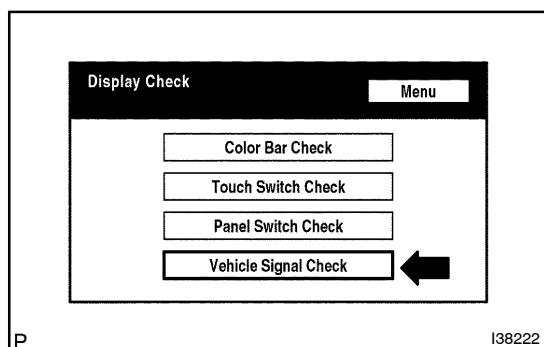 Display Check
Menu
Color Bar Check
Touch Switch Check
Panel Switch Check
Vehicle Signal Check
P
I38222